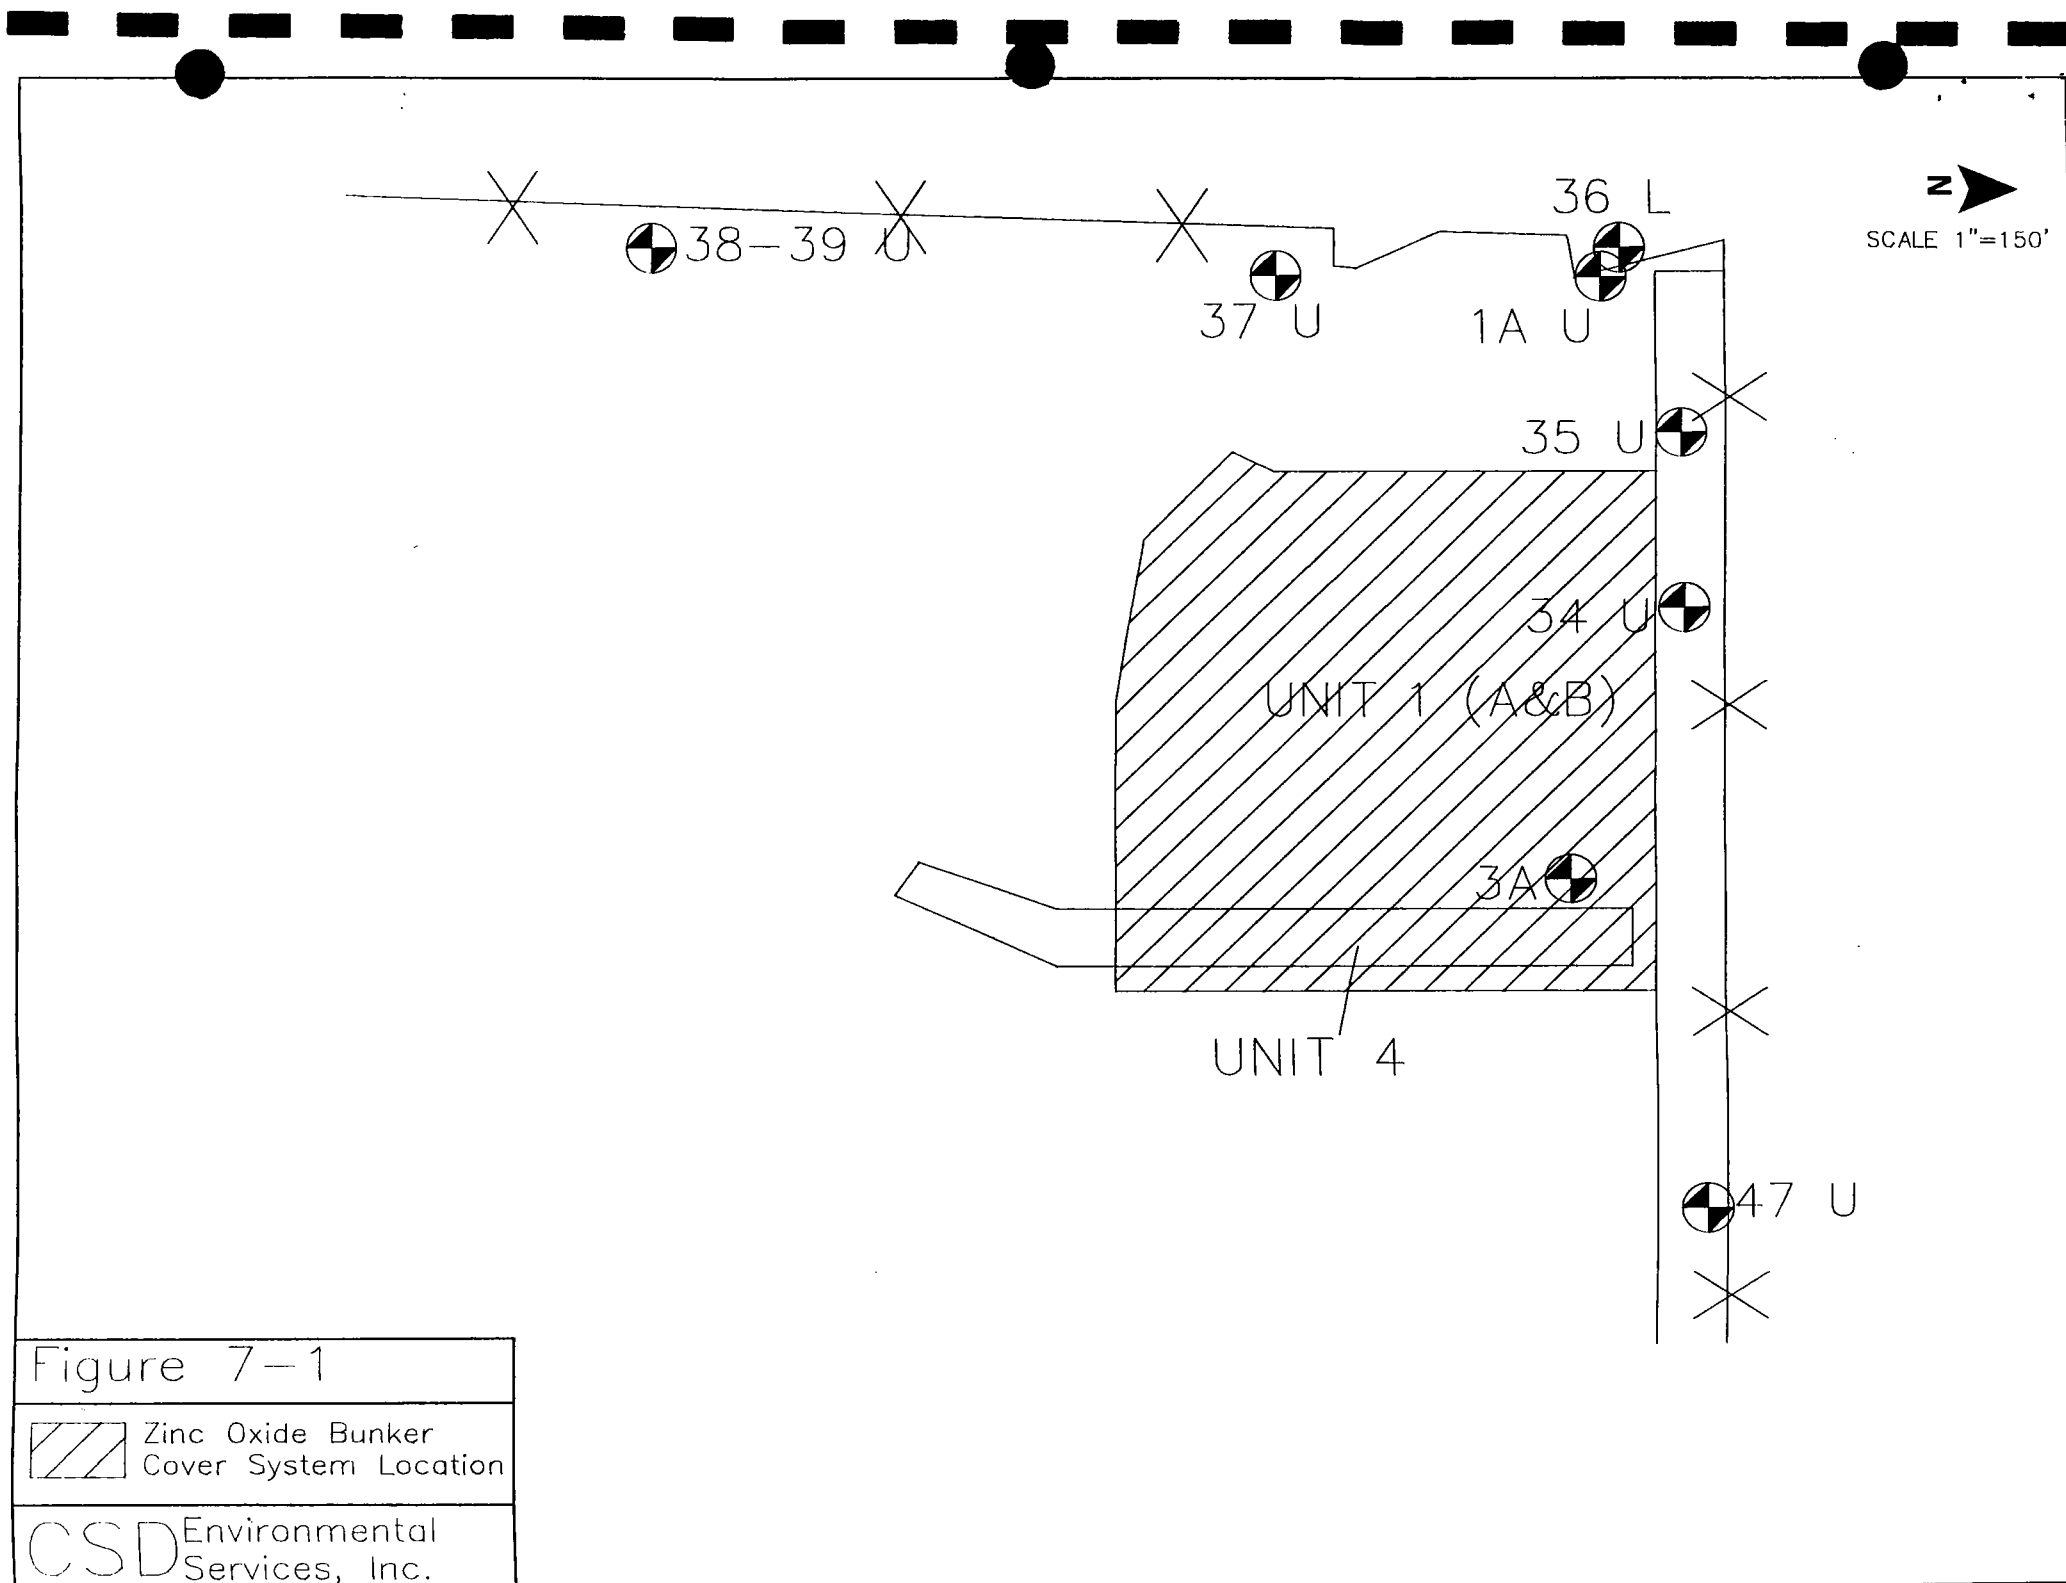 N
SCALE 1"=150'
36 L
38-39 U
37 U
1A U
35 U
34 U
UNIT 1 (A&B)
3A
UNIT 4
47 U
Figure 7-1
Zinc Oxide Bunker
Cover System Location
CSD Environmental
Services, Inc.